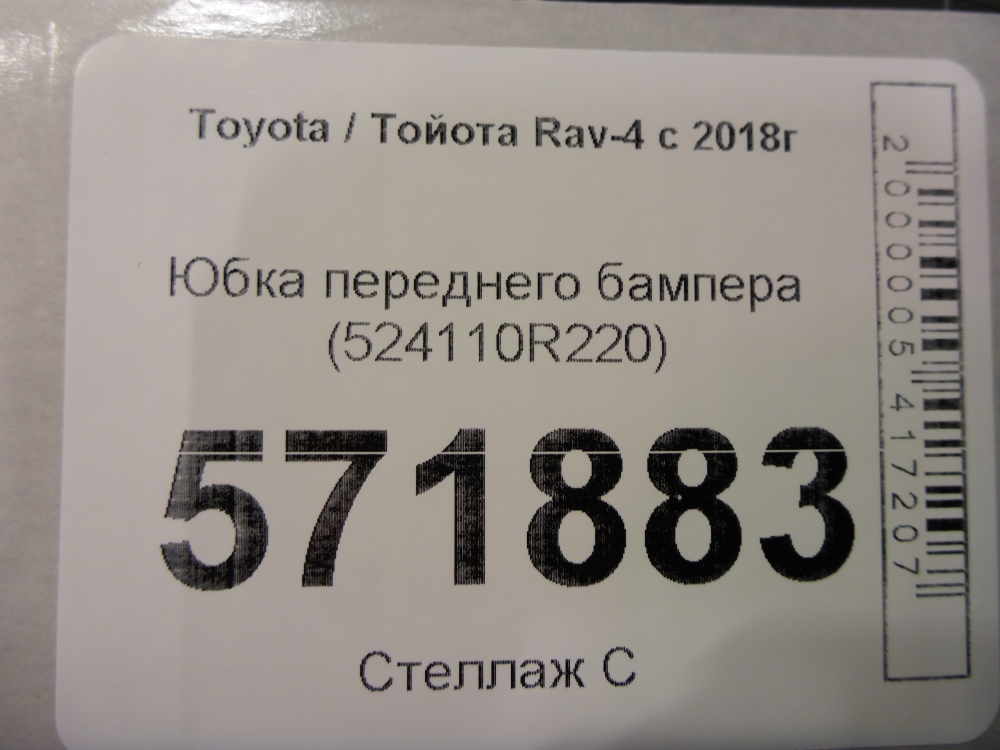 Toyota / Тойота Rav-4 с 2018г
Юбка переднего бампера
(524110R220)
571883
Стеллаж С
2000005417207